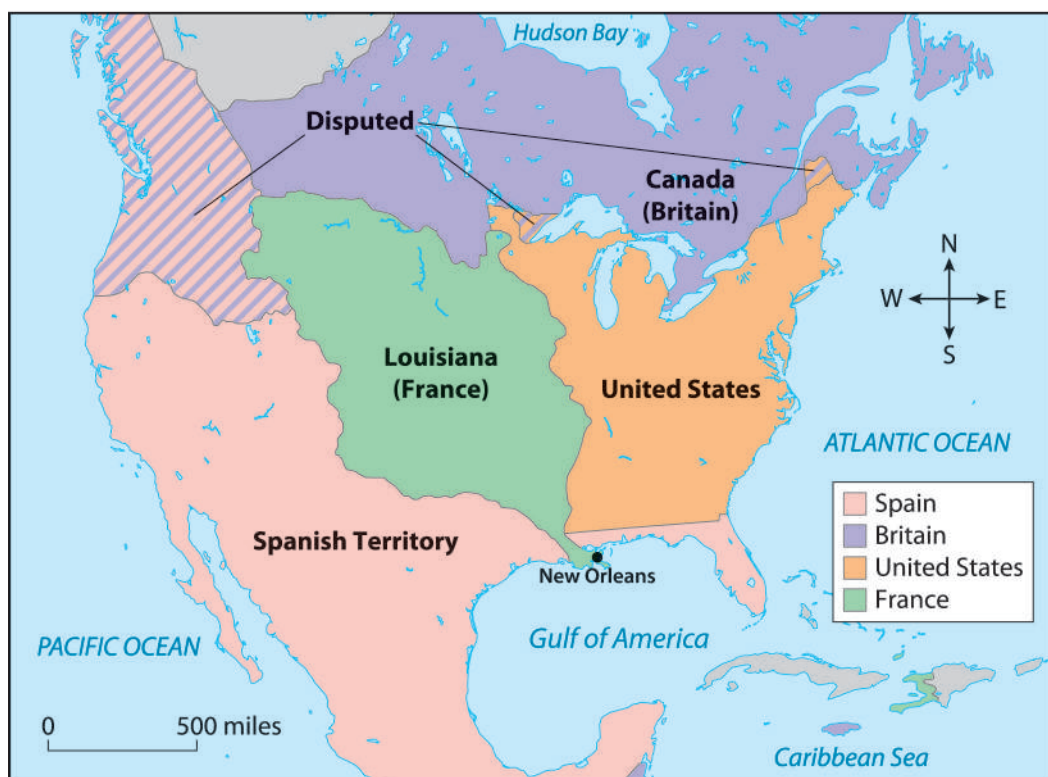 Hudson Bay
Disputed
Canada
(Britain)
N
W
E
S
Louisiana
(France)
United States
ATLANTIC OCEAN
Spain
Britain
United States
France
Spanish Territory
New Orleans
Gulf of America
PACIFIC OCEAN
0
500 miles
Caribbean Sea